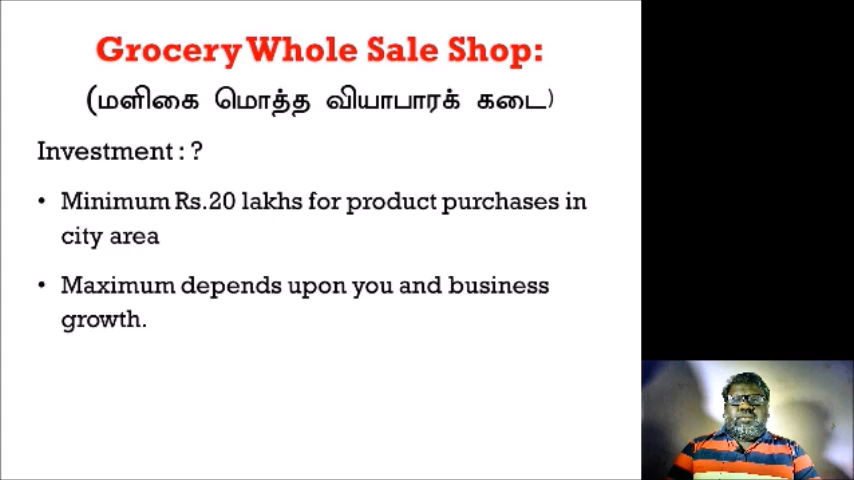 Grocery Whole Sale Shop:
(மளிகை மொத்த வியாபாரக் கடை)
Investment : ?
• Minimum Rs.20 lakhs for product purchases in
city area
• Maximum depends upon you and business
growth.